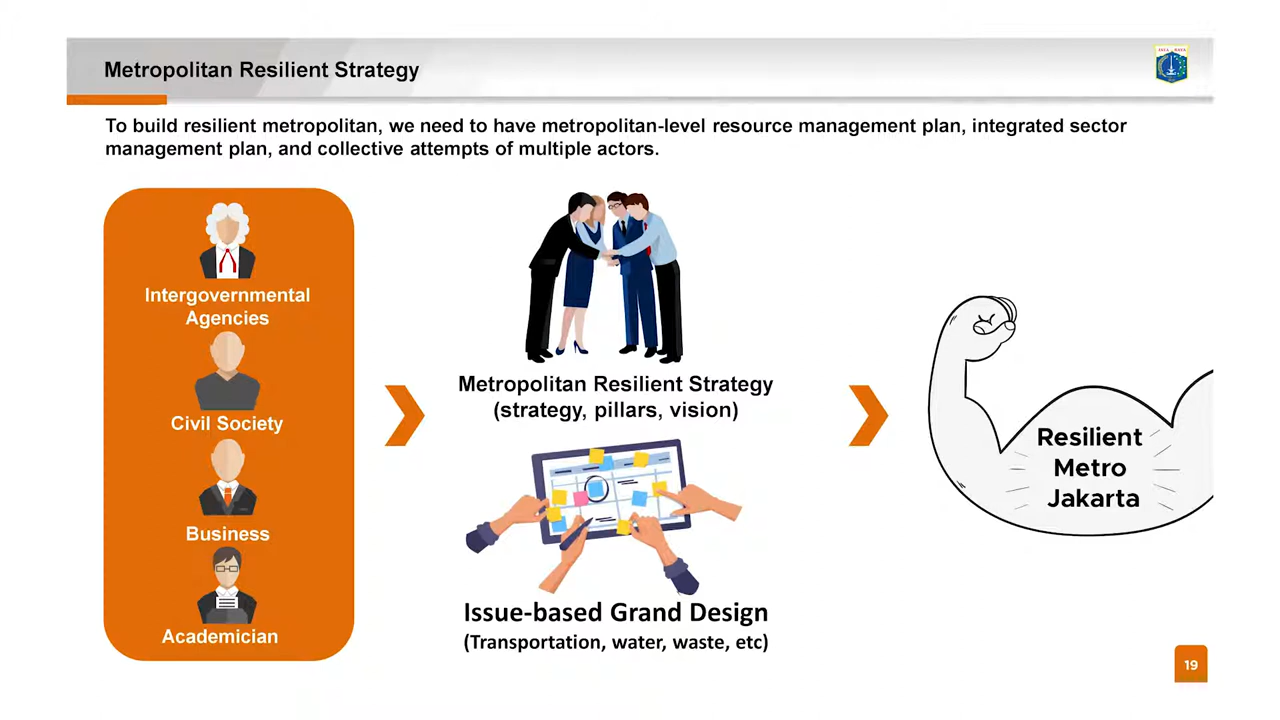 Metropolitan Resilient Strategy
JAYA RAYA
To build resilient metropolitan, we need to have metropolitan-level resource management plan, integrated sector
management plan, and collective attempts of multiple actors.
Intergovernmental
Agencies
Civil Society
Business
Academician
Metropolitan Resilient Strategy
(strategy, pillars, vision)
Issue-based Grand Design
(Transportation, water, waste, etc)
Resilient
Metro
Jakarta
19